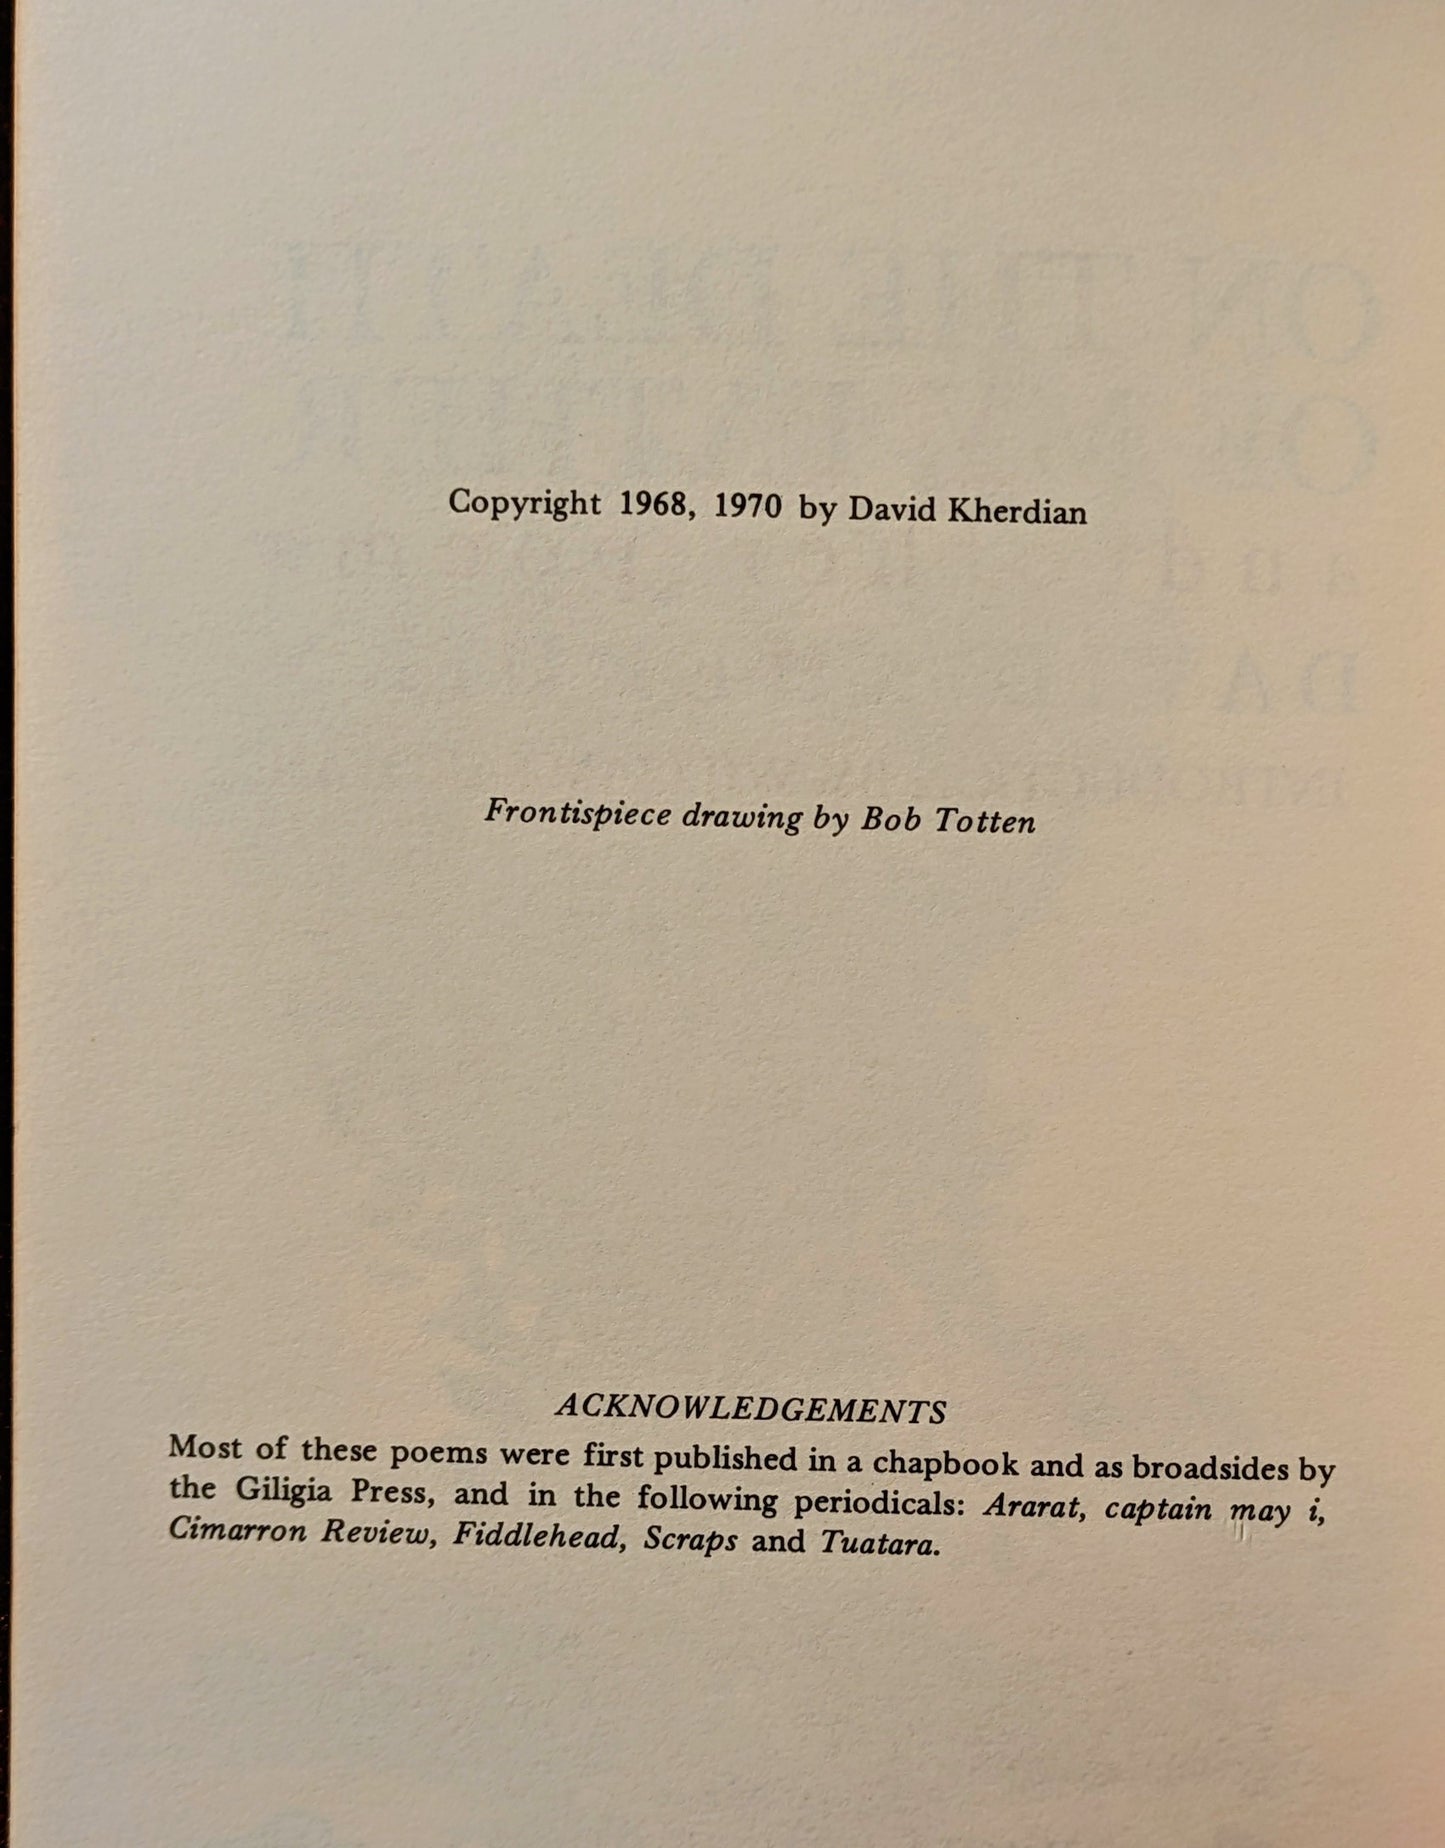 Copyright 1968, 1970 by David Kherdian
Frontispiece drawing by Bob Totten
ACKNOWLEDGEMENTS
Most of these poems were first published in a chapbook and as broadsides by
the Giligia Press, and in the following periodicals: Ararat, captain may i,
Cimarron Review, Fiddlehead, Scraps and Tuatara.